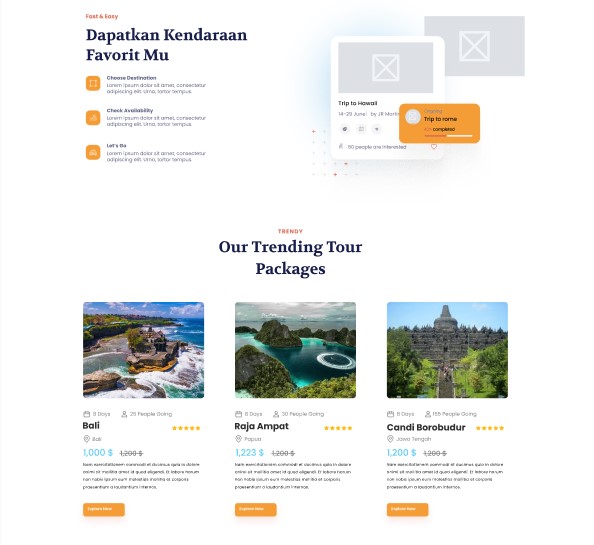 Fast & Easy
Dapatkan Kendaraan
Favorit Mu
Choose Destination
Lorem ipsum dolor sit amet, consectetur
adipiscing elit. Urna, tortor tempus.
Check Availability
Lorem ipsum dolor sit amet, consectetur
adipiscing elit. Urna, tortor tempus.
Let's Go
Lorem ipsum dolor sit amet, consectetur
adipiscing elit. Urna, tortor tempus.
Trip to Hawaii
14-29 June | by JR Martin
60 people are interested
Ongoing
Trip to rome
completed
TRENDY
Our Trending Tour
Packages
8 Days 25 People Going
Bali
Bali
1,000 $ 1,200 $
Nam exercitationem commodi et ducimus quia in dolore
animi sit mollitia amet id quod eligendi. Et labore harum
non nobis ipsum eum molestias et corporis
praesentium a laudantium internos.
Explore Now
8 Days 30 People Going
Raja Ampat
Papua
1,223 $ 1,200 $
Nam exercitationem commodi et ducimus quia in dolore
animi sit mollitia amet id quod eligendi. Et labore harum
non nobis ipsum eum molestias et corporis
praesentium a laudantium internos.
Explore Now
8 Days 155 People Going
Candi Borobudur
Jawa Tengah
1,200 $ 1,200 $
Nam exercitationem commodi et ducimus quia in dolore
animi sit mollitia amet id quod eligendi. Et labore harum
non nobis ipsum eum molestias et corporis
praesentium a laudantium internos.
Explore Now